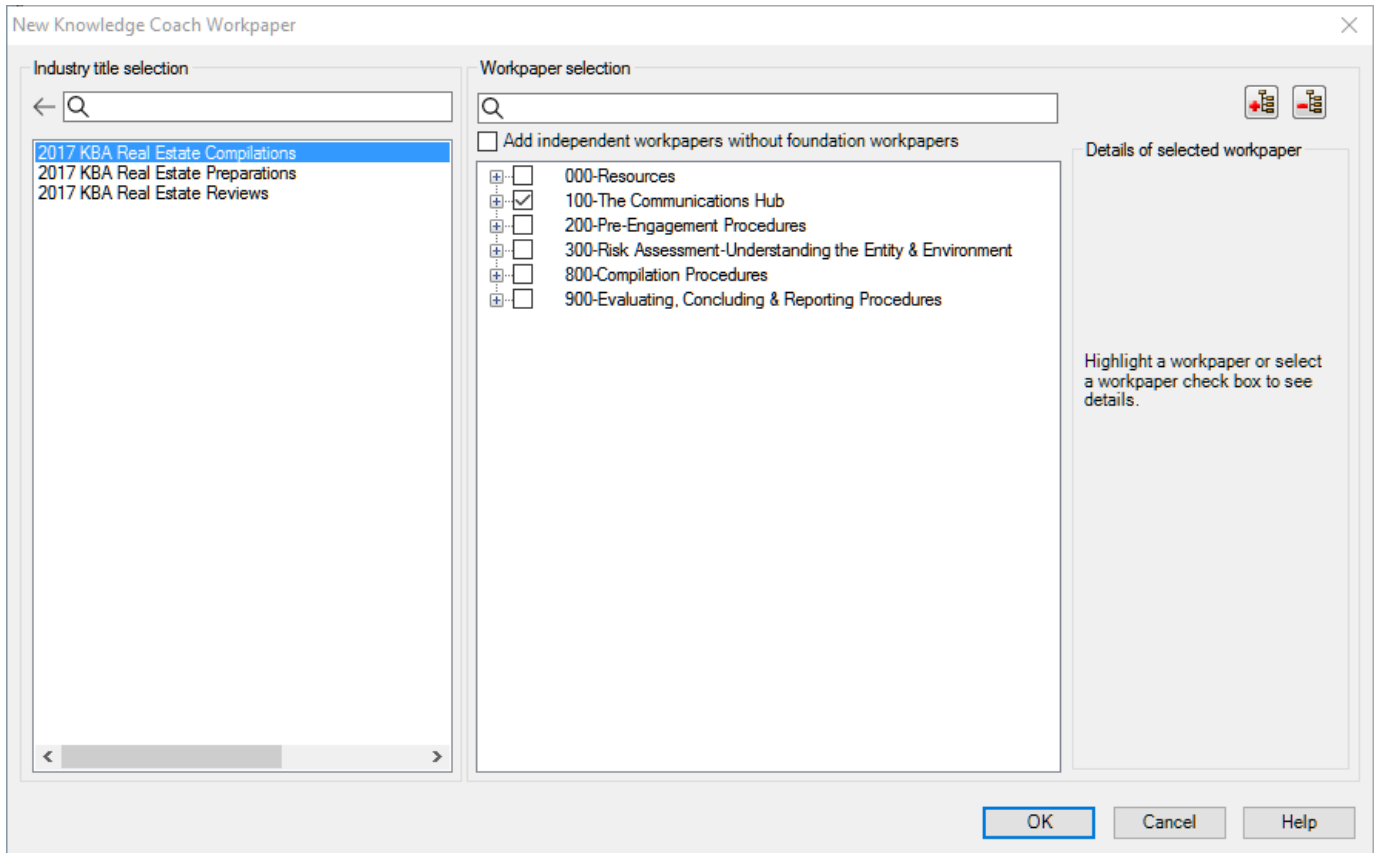 New Knowledge Coach Workpaper
Industry title selection
2017 KBA Real Estate Compilations
2017 KBA Real Estate Preparations
2017 KBA Real Estate Reviews
Workpaper selection
Add independent workpapers without foundation workpapers
000-Resources
100-The Communications Hub
200-Pre-Engagement Procedures
300-Risk Assessment-Understanding the Entity & Environment
800-Compilation Procedures
900-Evaluating, Concluding & Reporting Procedures
Details of selected workpaper
Highlight a workpaper or select
a workpaper check box to see
details.
OK
Cancel
Help